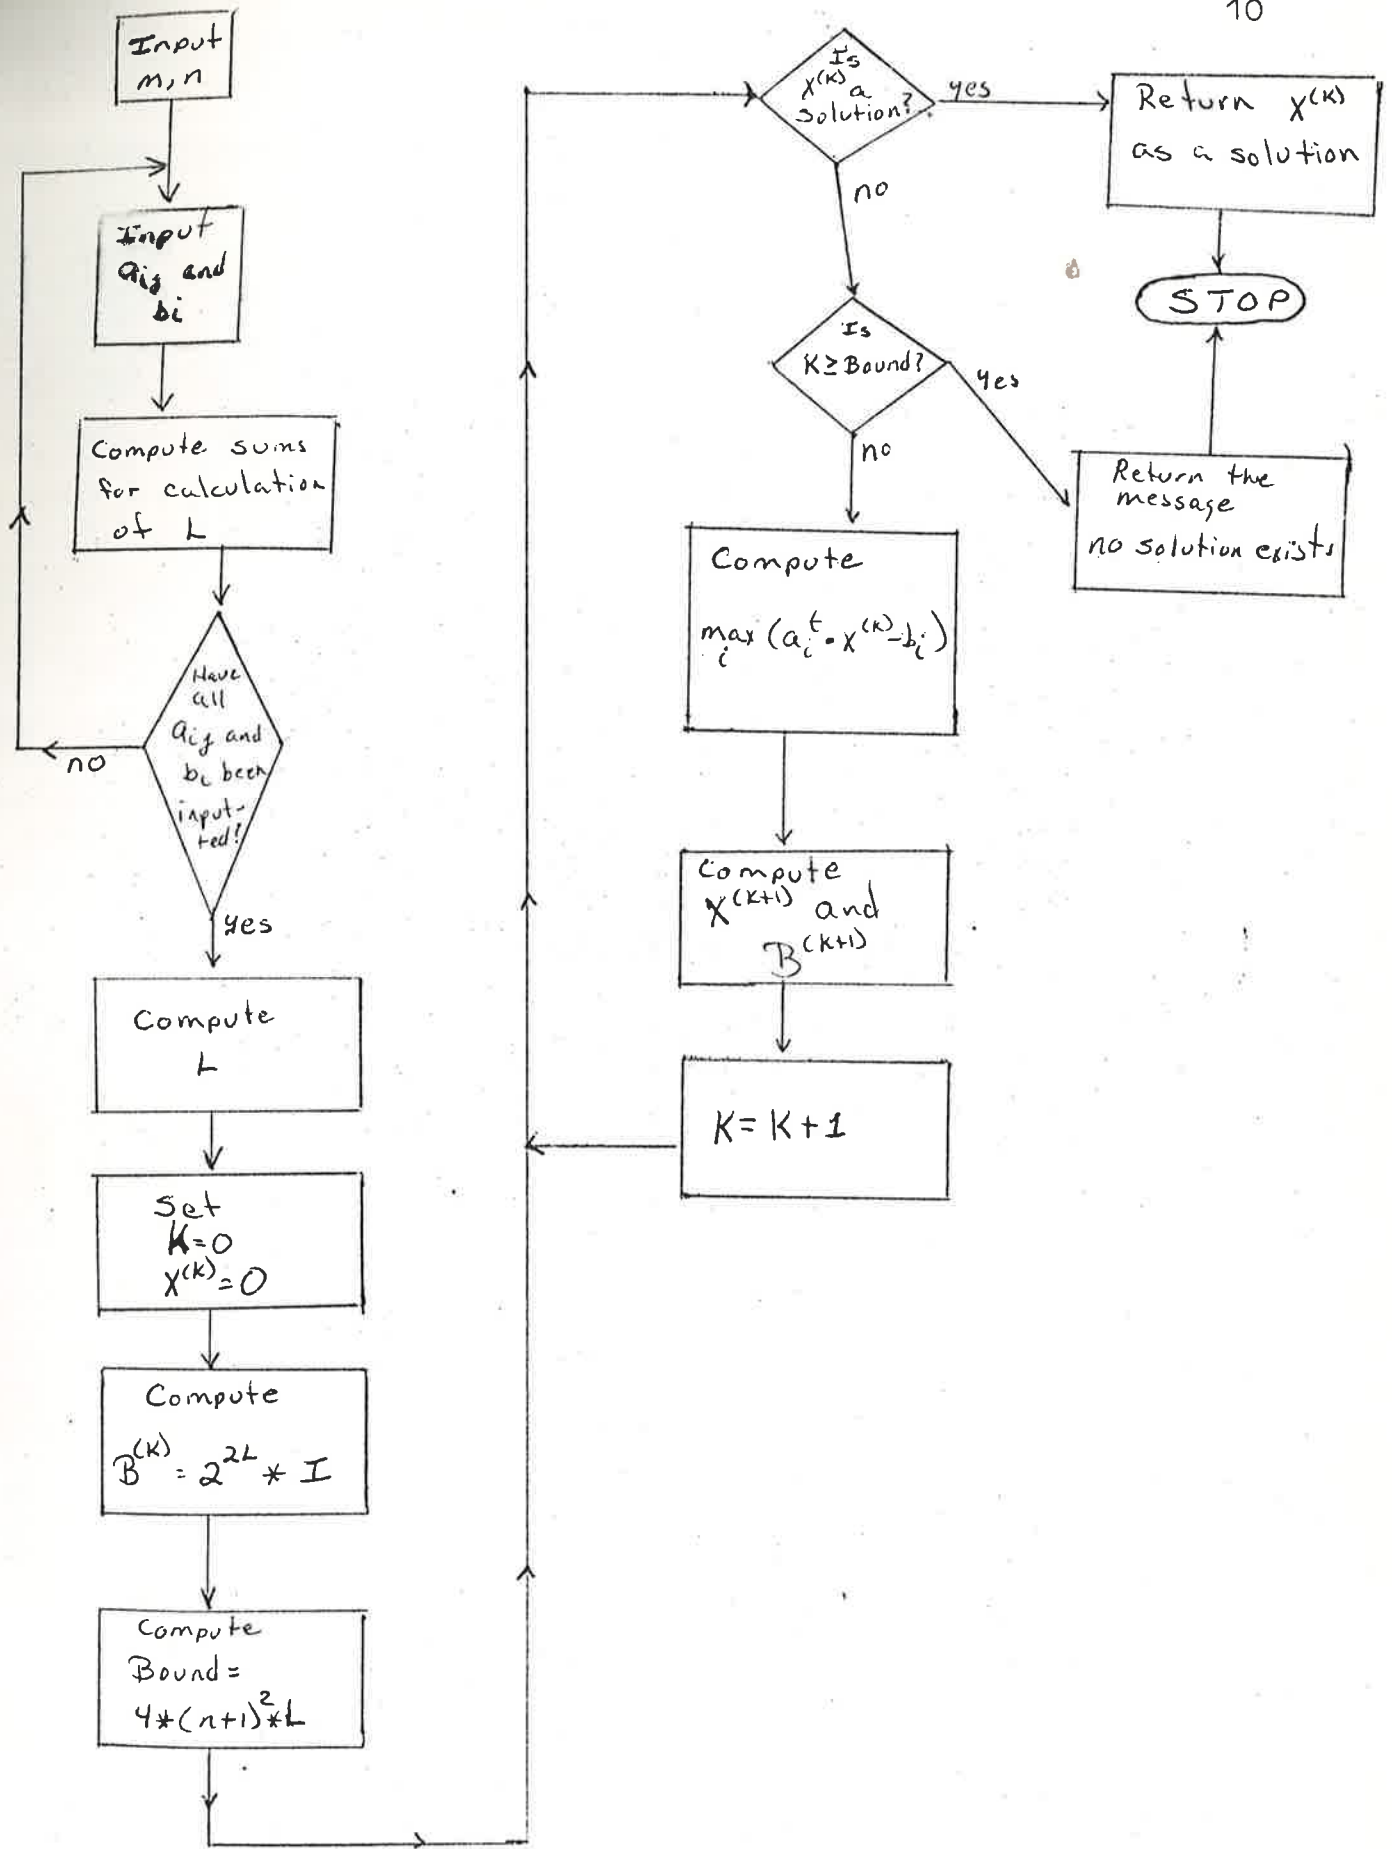 10
Input
m, n
Input
aij and
bi
Compute sums
for calculation
of L
Have
all
aij and
bi been
input-
ted?
no
yes
Compute
L
Set
K=0
X^(K)=0
Compute
B^(K) = 2^2L * I
Compute
Bound=
4*(n+1)^2*L
Is
X^(K) a
solution?
yes
no
Return X^(K)
as a solution
STOP
Is
K≥Bound?
yes
no
Return the
message
no solution exists
Compute
max (a_i^t · X^(K) - b_i)
i
Compute
X^(K+1) and
B^(K+1)
K=K+1